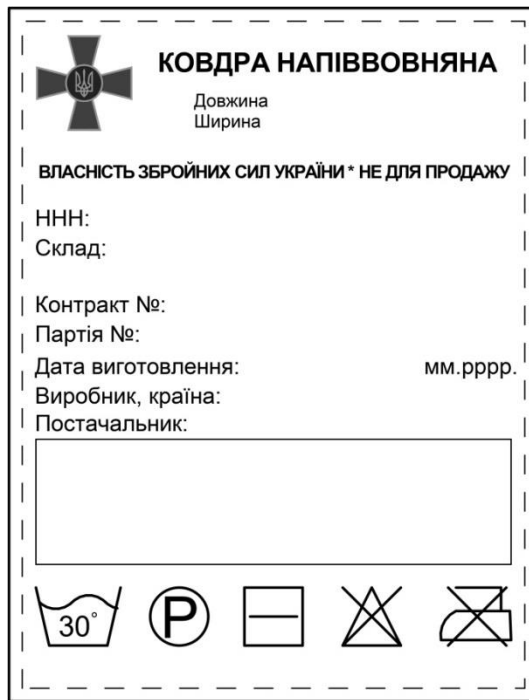 КОВДРА НАПІВВОВНЯНА
Довжина
Ширина
ВЛАСНІСТЬ ЗБРОЙНИХ СИЛ УКРАЇНИ * НЕ ДЛЯ ПРОДАЖУ
ННН:
Склад:
Контракт №:
Партія №:
Дата виготовлення: мм.рррр.
Виробник, країна:
Постачальник:
30° P